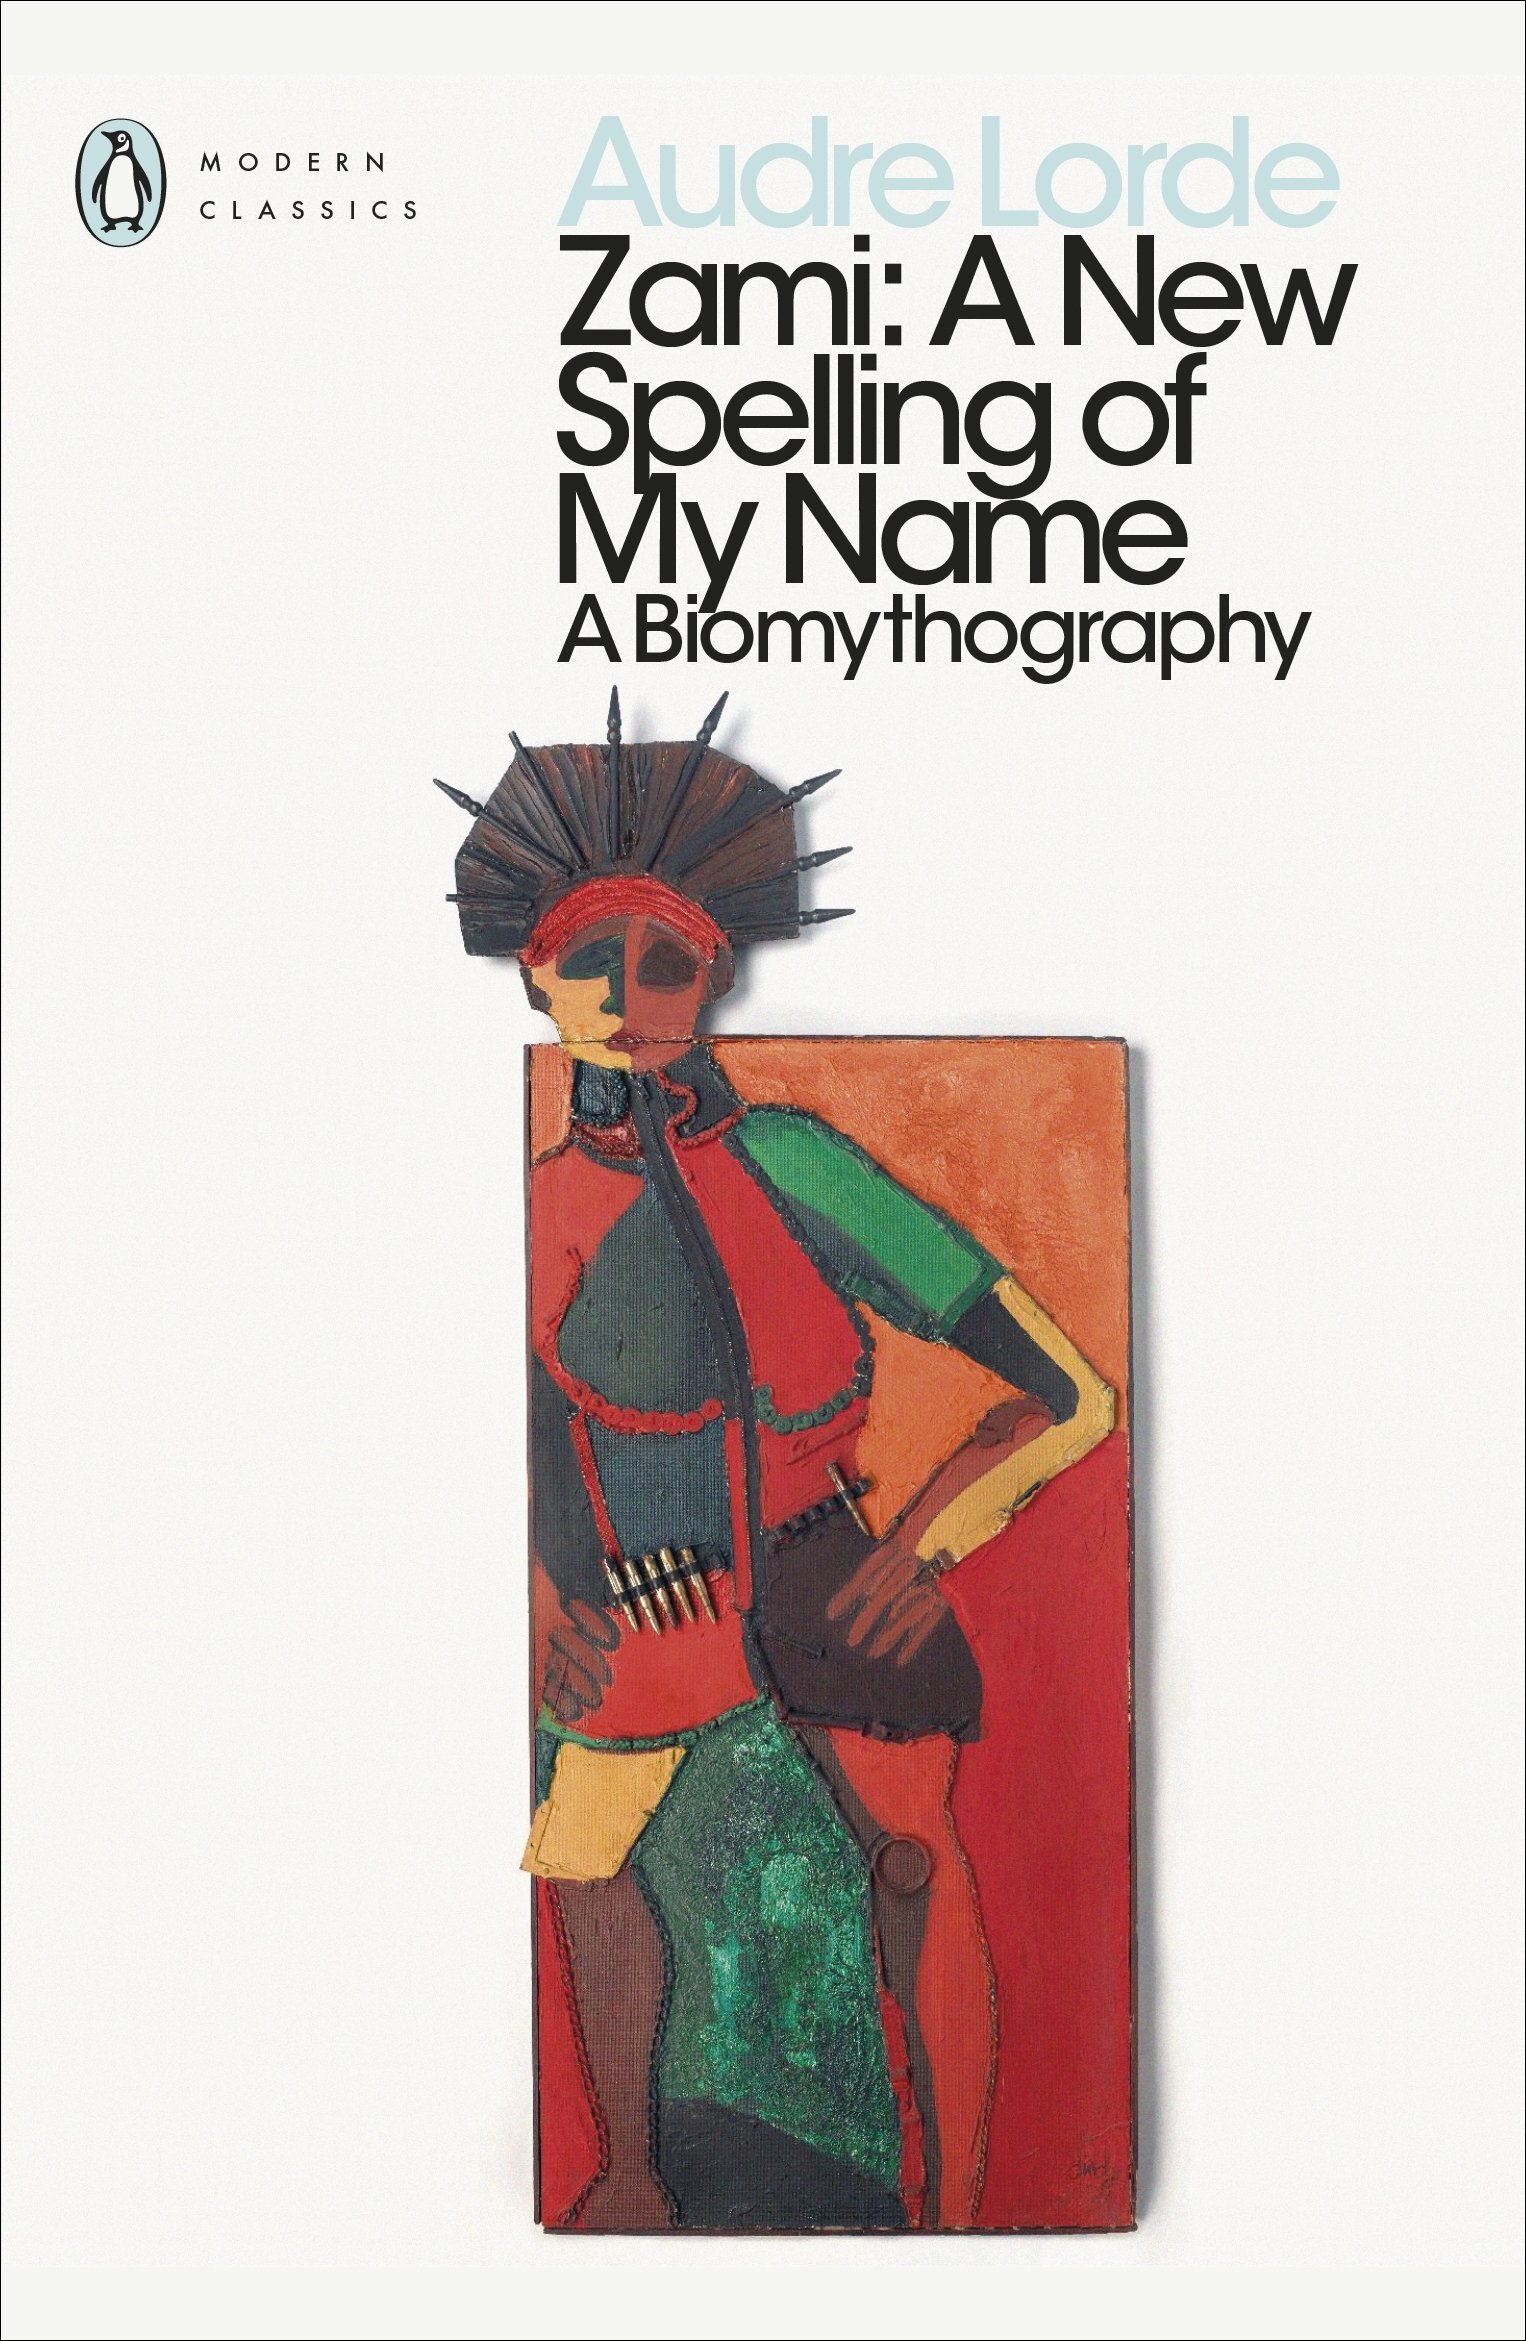 MODERN
CLASSICS
Audre Lorde
Zami: A New
Spelling of
My Name
A Biomythography